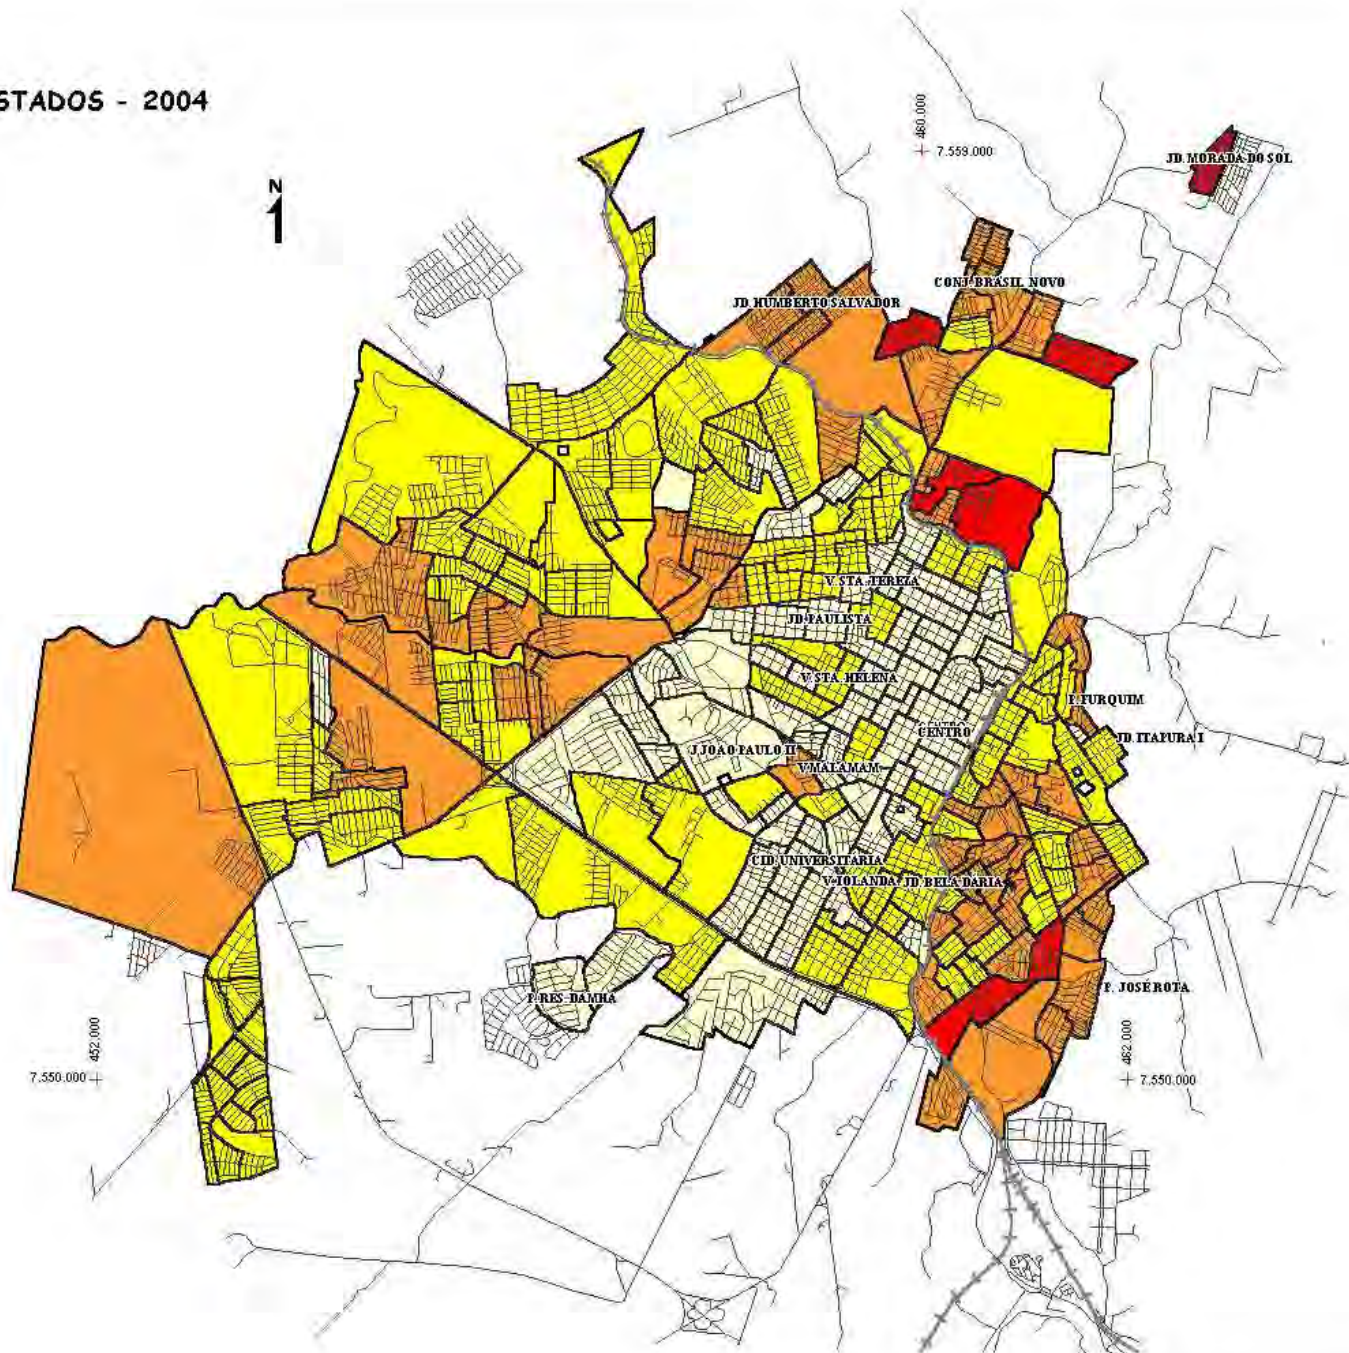 STADOS - 2004
N
480.000
7.559.000
JD. MORADA DO SOL
CONJ. BRASIL NOVO
JD. HUMBERTO SALVADOR
V. STA. TEREZA
JD. PAULISTA
V. STA. HELENA
P. FURQUIM
CENTRO
JD. ITAPURA I
J. JOAO PAULO II
V. MALAMAM
CID. UNIVERSITARIA
V. IOLANDA
JD. BELA DARIA
P. RES. DAMHA
P. JOSÉ ROTA
452.000
7.550.000
462.000
7.550.000